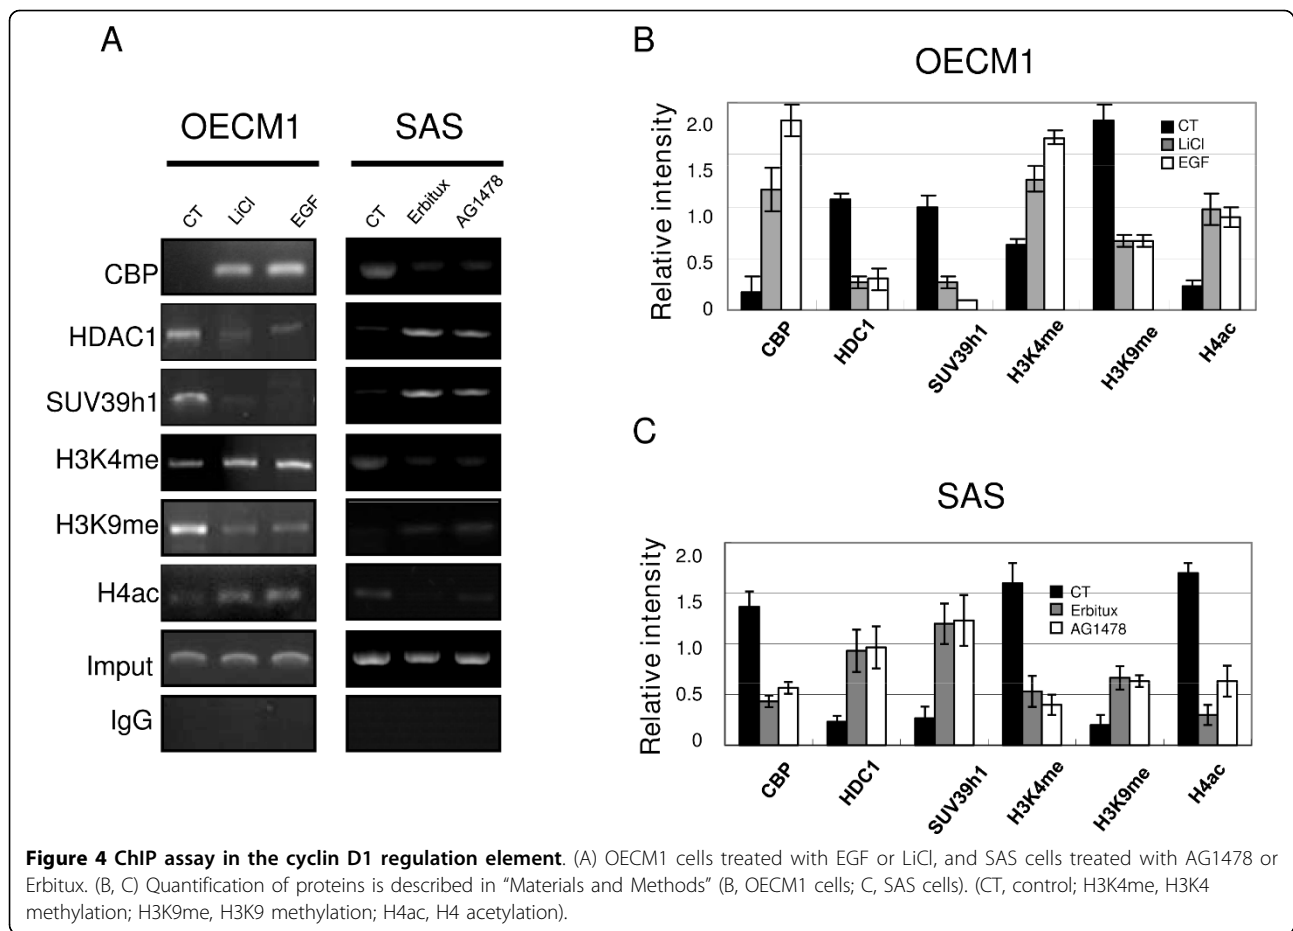 A
OECM1
SAS
CT
LiCl
EGF
CT
Erbitux
AG1478
CBP
HDAC1
SUV39h1
H3K4me
H3K9me
H4ac
Imput
IgG
B
OECM1
Relative intensity
2.0
1.0
0.5
0
CT
LiCl
EGF
CBP
HDC1
SUV39h1
H3K4me
H3K9me
H4ac
C
SAS
Relative intensity
2.0
1.5
1.0
0.5
0
CT
Erbitux
AG1478
CBP
HDC1
SUV39h1
H3K4me
H3K9me
H4ac
Figure 4 ChIP assay in the cyclin D1 regulation element. (A) OECM1 cells treated with EGF or LiCl, and SAS cells treated with AG1478 or
Erbitux. (B, C) Quantification of proteins is described in “Materials and Methods” (B, OECM1 cells; C, SAS cells). (CT, control; H3K4me, H3K4
methylation; H3K9me, H3K9 methylation; H4ac, H4 acetylation).